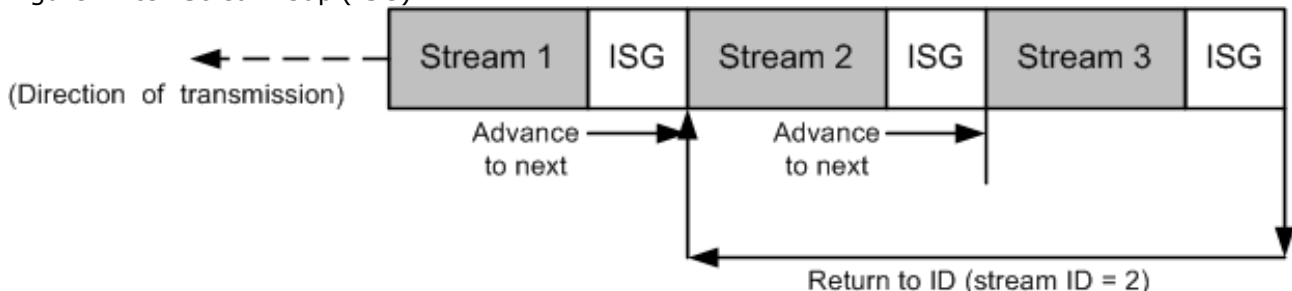 Stream 1 ISG Stream 2 ISG Stream 3 ISG
(Direction of transmission)
Advance
to next
Advance
to next
Return to ID (stream ID = 2)